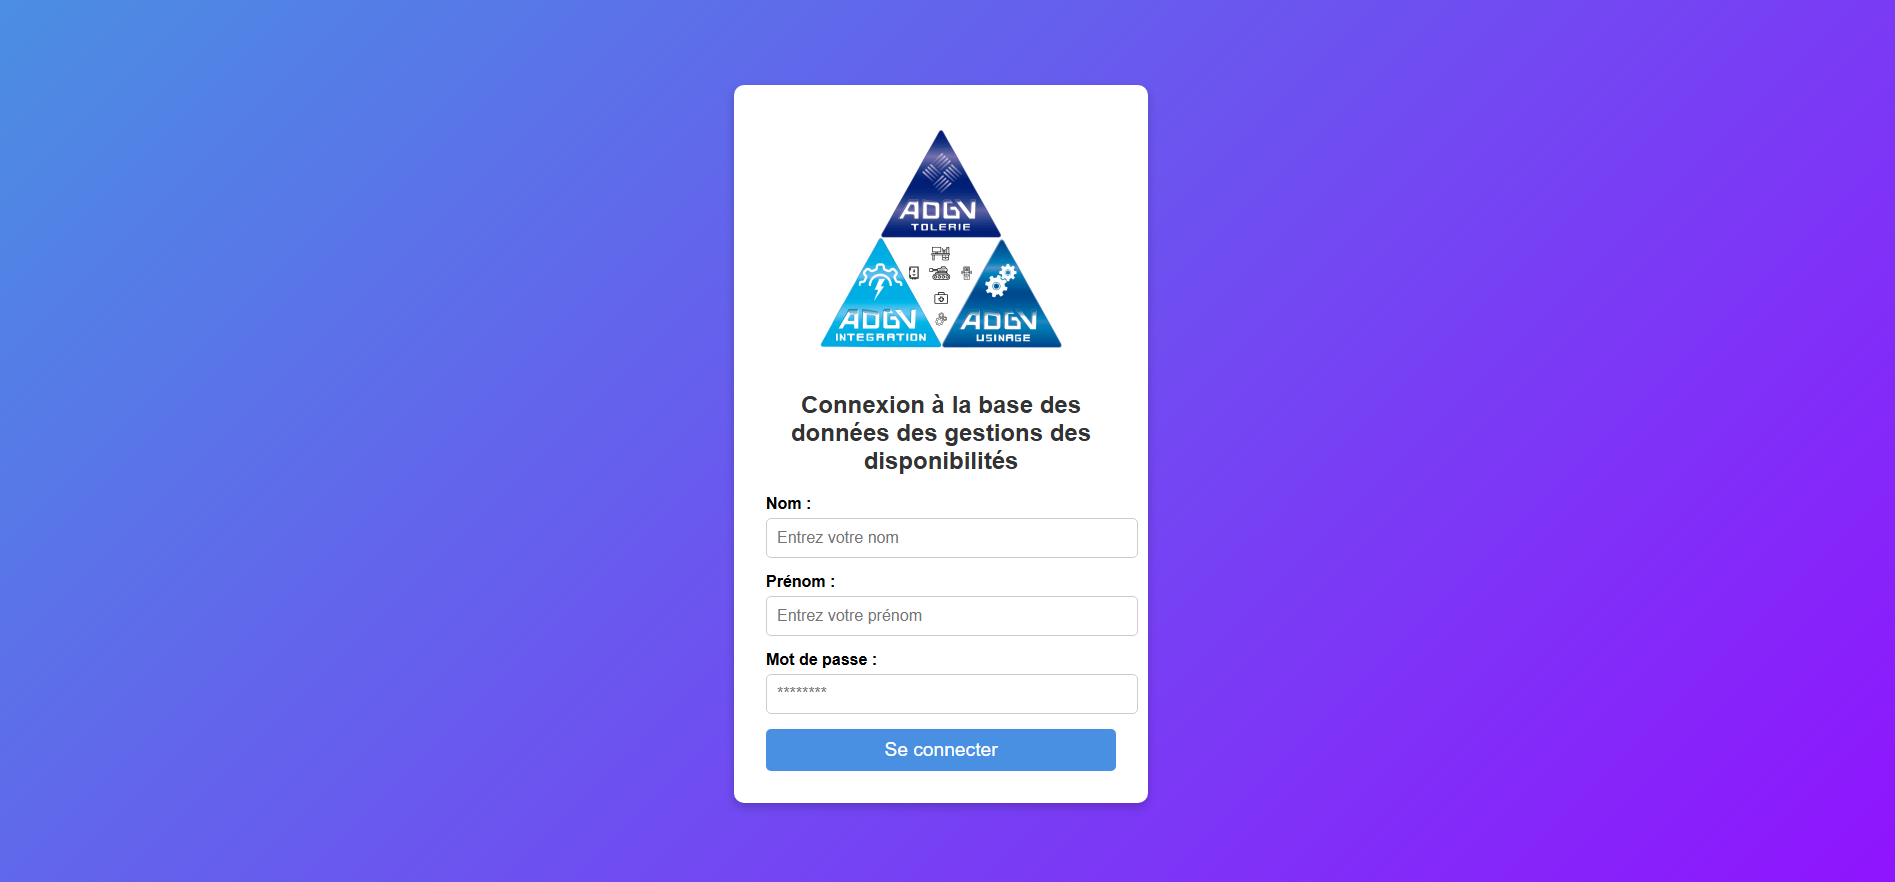 ADGV
TOLERIE
ADGV
INTEGRATION
ADGV
USINAGE
Connexion à la base des
données des gestions des
disponibilités
Nom :
Entrez votre nom
Prénom :
Entrez votre prénom
Mot de passe :
********
Se connecter